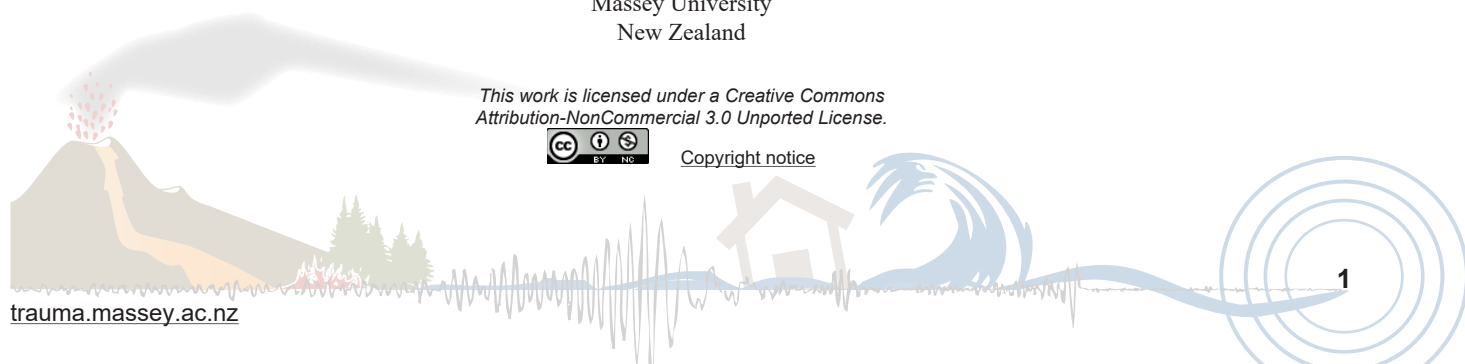 Massey University
New Zealand
This work is licensed under a Creative Commons
Attribution-NonCommercial 3.0 Unported License.
cc BY NC
Copyright notice
1
trauma.massey.ac.nz